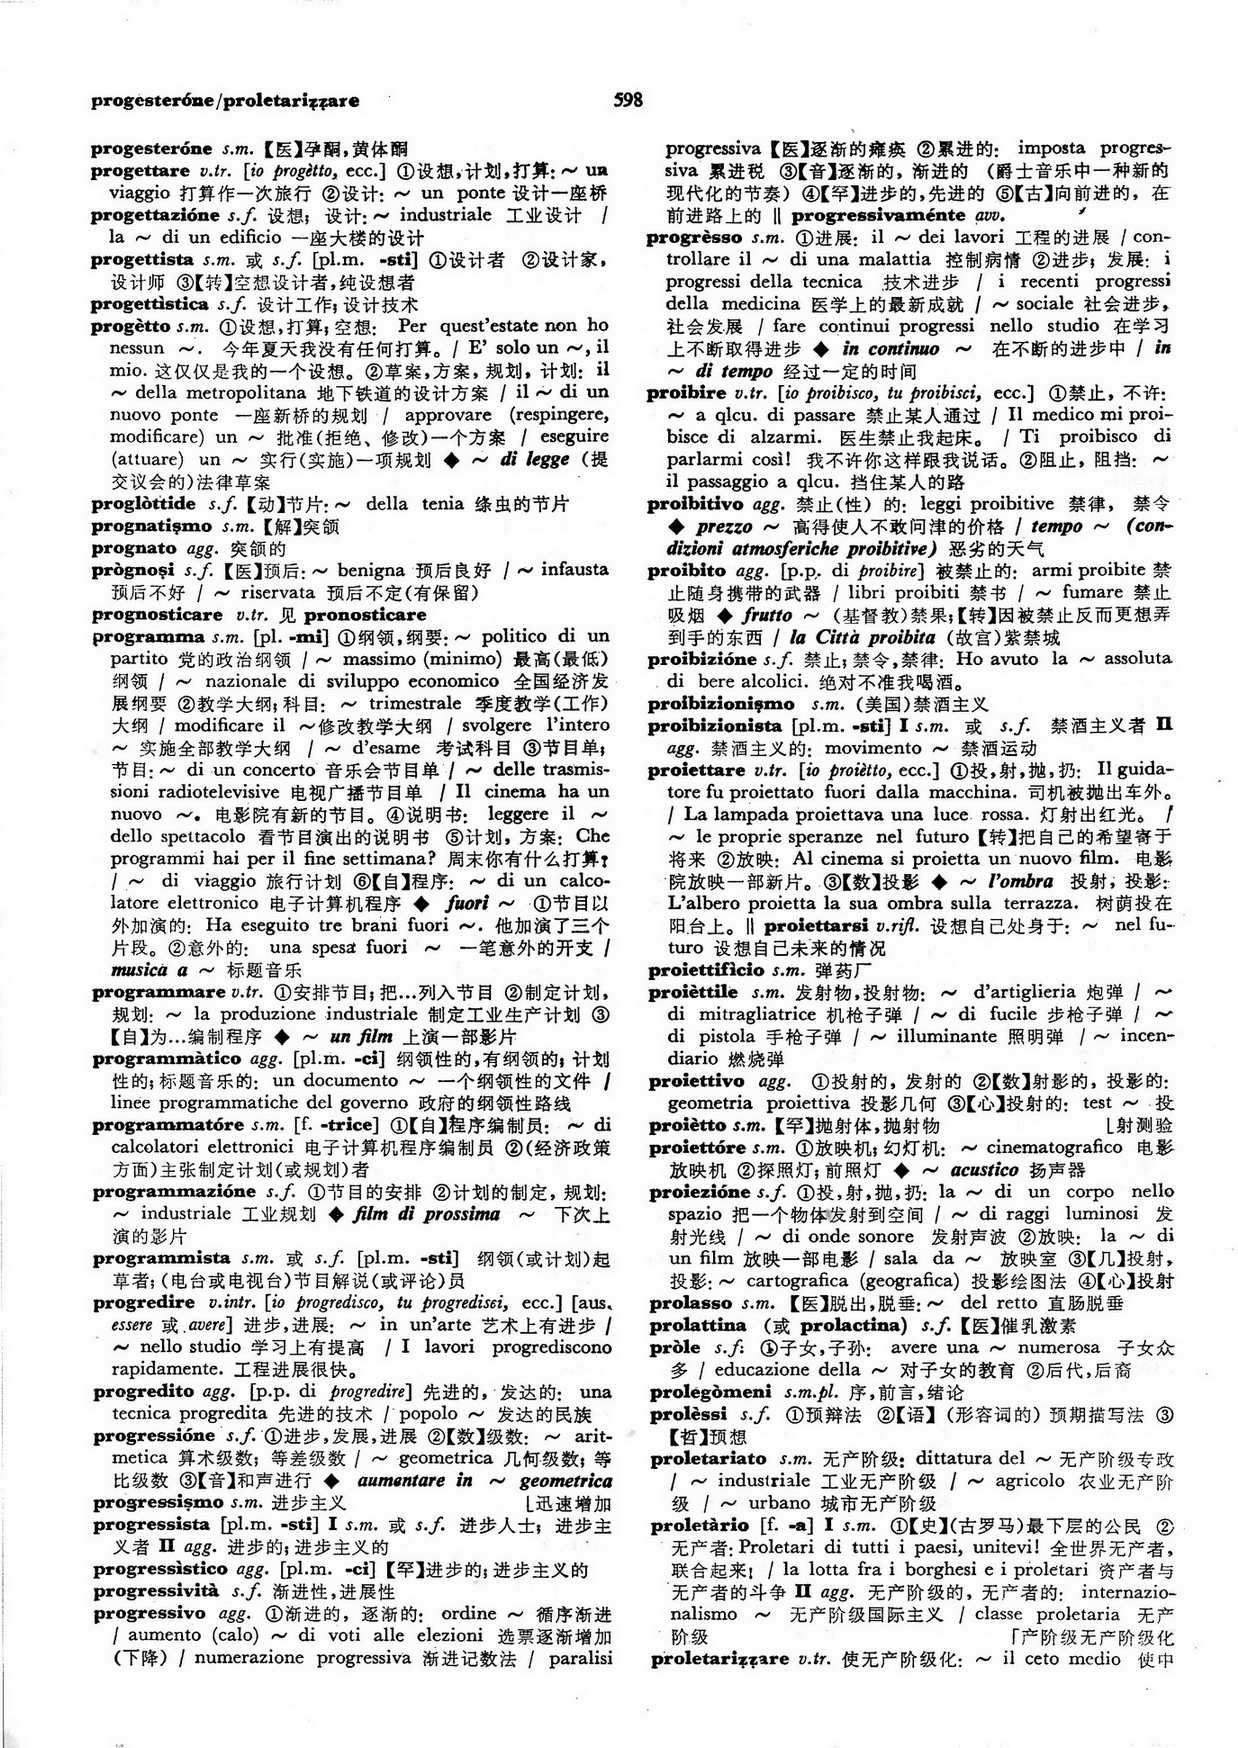 progesteróne/proletariẓẓare
598
progesteróne s.m. 【医】孕酮,黄体酮
progettare v.tr. [io progètto, ecc.] ①设想,计划,打算: ~ un
viaggio 打算作一次旅行 ②设计: ~ un ponte 设计一座桥
progettazióne s.f. 设想; 设计: ~ industriale 工业设计 /
la ~ di un edificio 一座大楼的设计
progettista s.m. 或 s.f. [pl.m. -sti] ①设计者 ②设计家,
设计师 ③【转】空想设计者,纯设想者
progettìstica s.f. 设计工作; 设计技术
progètto s.m. ①设想,打算; 空想: Per quest'estate non ho
nessun ~. 今年夏天我没有任何打算。/ E' solo un ~, il
mio. 这仅仅是我的一个设想。②草案,方案, 规划, 计划: il
~ della metropolitana 地下铁道的设计方案 / il ~ di un
nuovo ponte 一座新桥的规划 / approvare (respingere,
modificare) un ~ 批准(拒绝、修改)一个方案 / eseguire
(attuare) un ~ 实行(实施)一项规划 ◆ ~ di legge (提
交议会的)法律草案
proglòttide s.f. 【动】节片: ~ della tenia 绦虫的节片
prognatiṣmo s.m. 【解】突颌
prognato agg. 突颌的
prògnoṣi s.f. 【医】预后: ~ benigna 预后良好 / ~ infausta
预后不好 / ~ riservata 预后不定(有保留)
prognosticare v.tr. 见 pronosticare
programma s.m. [pl. -mi] ①纲领,纲要: ~ politico di un
partito 党的政治纲领 / ~ massimo (minimo) 最高(最低)
纲领 / ~ nazionale di sviluppo economico 全国经济发
展纲要 ②教学大纲; 科目: ~ trimestrale 季度教学(工作)
大纲 / modificare il ~修改教学大纲 / svolgere l'intero
~ 实施全部教学大纲 / ~ d'esame 考试科目 ③节目单;
节目: ~ di un concerto 音乐会节目单 / ~ delle trasmis-
sioni radiotelevisive 电视广播节目单 / Il cinema ha un
nuovo ~. 电影院有新的节目。④说明书: leggere il ~
dello spettacolo 看节目演出的说明书 ⑤计划, 方案: Che
programmi hai per il fine settimana? 周末你有什么打算?
/ ~ di viaggio 旅行计划 ⑥【自】程序: ~ di un calco-
latore elettronico 电子计算机程序 ◆ fuori ~ ①节目以
外加演的: Ha eseguito tre brani fuori ~. 他加演了三个
片段。②意外的: una spesa fuori ~ 一笔意外的开支 /
musica a ~ 标题音乐
programmare v.tr. ①安排节目; 把…列入节目 ②制定计划,
规划: ~ la produzione industriale 制定工业生产计划 ③
【自】为…编制程序 ◆ ~ un film 上演一部影片
programmàtico agg. [pl.m. -ci] 纲领性的,有纲领的; 计划
性的; 标题音乐的: un documento ~ 一个纲领性的文件 /
linee programmatiche del governo 政府的纲领性路线
programmatóre s.m. [f. -trice] ①【自】程序编制员: ~ di
calcolatori elettronici 电子计算机程序编制员 ②(经济政策
方面)主张制定计划(或规划)者
programmazióne s.f. ①节目的安排 ②计划的制定, 规划:
~ industriale 工业规划 ◆ film di prossima ~ 下次上
演的影片
programmista s.m. 或 s.f. [pl.m. -sti] 纲领(或计划)起
草者; (电台或电视台)节目解说(或评论)员
progredire v.intr. [io progredisco, tu progredisci, ecc.] [aus.
essere 或 avere] 进步,进展: ~ in un'arte 艺术上有进步 /
~ nello studio 学习上有提高 / I lavori progrediscono
rapidamente. 工程进展很快。
progredito agg. [p.p. di progredire] 先进的, 发达的: una
tecnica progredita 先进的技术 / popolo ~ 发达的民族
progressióne s.f. ①进步,发展,进展 ②【数】级数: ~ arit-
metica 算术级数; 等差级数 / ~ geometrica 几何级数; 等
比级数 ③【音】和声进行 ◆ aumentare in ~ geometrica
progressiṣmo s.m. 进步主义 ⌊迅速增加
progressista [pl.m. -sti] I s.m. 或 s.f. 进步人士; 进步主
义者 II agg. 进步的; 进步主义的
progressìstico agg. [pl.m. -ci] 【罕】进步的; 进步主义的
progressività s.f. 渐进性,进展性
progressivo agg. ①渐进的, 逐渐的: ordine ~ 循序渐进
/ aumento (calo) ~ di voti alle elezioni 选票逐渐增加
(下降) / numerazione progressiva 渐进记数法 / paralisi
progressiva 【医】逐渐的瘫痪 ②累进的: imposta progres-
siva 累进税 ③【音】逐渐的, 渐进的 (爵士音乐中一种新的
现代化的节奏) ④【罕】进步的,先进的 ⑤【古】向前进的, 在
前进路上的 ‖ progressivaménte avv.
progrèsso s.m. ①进展: il ~ dei lavori 工程的进展 / con-
trollare il ~ di una malattia 控制病情 ②进步; 发展: i
progressi della tecnica 技术进步 / i recenti progressi
della medicina 医学上的最新成就 / ~ sociale 社会进步,
社会发展 / fare continui progressi nello studio 在学习
上不断取得进步 ◆ in continuo ~ 在不断的进步中 / in
~ di tempo 经过一定的时间
proibire v.tr. [io proibisco, tu proibisci, ecc.] ①禁止, 不许:
~ a qlcu. di passare 禁止某人通过 / Il medico mi proi-
bisce di alzarmi. 医生禁止我起床。 / Ti proibisco di
parlarmi così! 我不许你这样跟我说话。②阻止, 阻挡: ~
il passaggio a qlcu. 挡住某人的路
proibitivo agg. 禁止(性) 的: leggi proibitive 禁律, 禁令
◆ prezzo ~ 高得使人不敢问津的价格 / tempo ~ (con-
dizioni atmosferiche proibitive) 恶劣的天气
proibito agg. [p.p. di proibire] 被禁止的: armi proibite 禁
止随身携带的武器 / libri proibiti 禁书 / ~ fumare 禁止
吸烟 ◆ frutto ~ (基督教)禁果;【转】因被禁止反而更想弄
到手的东西 / la Città proibita (故宫)紫禁城
proibizióne s.f. 禁止; 禁令,禁律: Ho avuto la ~ assoluta
di bere alcolici. 绝对不准我喝酒。
proibizioniṣmo s.m. (美国)禁酒主义
proibizionista [pl.m. -sti] I s.m. 或 s.f. 禁酒主义者 II
agg. 禁酒主义的: movimento ~ 禁酒运动
proiettare v.tr. [io proiètto, ecc.] ①投,射,抛,扔: Il guida-
tore fu proiettato fuori dalla macchina. 司机被抛出车外。
/ La lampada proiettava una luce rossa. 灯射出红光。 /
~ le proprie speranze nel futuro 【转】把自己的希望寄于
将来 ②放映: Al cinema si proietta un nuovo film. 电影
院放映一部新片。③【数】投影 ◆ ~ l'ombra 投射, 投影:
L'albero proietta la sua ombra sulla terrazza. 树荫投在
阳台上。‖ proiettarsi v.rifl. 设想自己处身于: ~ nel fu-
turo 设想自己未来的情况
proiettifìcio s.m. 弹药厂
proièttile s.m. 发射物,投射物: ~ d'artiglieria 炮弹 / ~
di mitragliatrice 机枪子弹 / ~ di fucile 步枪子弹 / ~
di pistola 手枪子弹 / ~ illuminante 照明弹 / ~ incen-
diario 燃烧弹
proiettivo agg. ①投射的, 发射的 ②【数】射影的, 投影的:
geometria proiettiva 投影几何 ③【心】投射的: test ~ 投
proiètto s.m. 【罕】抛射体,抛射物 ⌊射测验
proiettóre s.m. ①放映机; 幻灯机: ~ cinematografico 电影
放映机 ②探照灯; 前照灯 ◆ ~ acustico 扬声器
proiezióne s.f. ①投,射,抛,扔: la ~ di un corpo nello
spazio 把一个物体发射到空间 / ~ di raggi luminosi 发
射光线 / ~ di onde sonore 发射声波 ②放映: la ~ di
un film 放映一部电影 / sala da ~ 放映室 ③【几】投射,
投影: ~ cartografica (geografica) 投影绘图法 ④【心】投射
prolasso s.m. 【医】脱出,脱垂: ~ del retto 直肠脱垂
prolattina (或 prolactina) s.f. 【医】催乳激素
pròle s.f. ①子女,子孙: avere una ~ numerosa 子女众
多 / educazione della ~ 对子女的教育 ②后代,后裔
prolegòmeni s.m.pl. 序,前言,绪论
prolèssi s.f. ①预辩法 ②【语】(形容词的) 预期描写法 ③
【哲】预想
proletariato s.m. 无产阶级: dittatura del ~ 无产阶级专政
/ ~ industriale 工业无产阶级 / ~ agricolo 农业无产阶
级 / ~ urbano 城市无产阶级
proletàrio [f. -a] I s.m. ①【史】(古罗马)最下层的公民 ②
无产者: Proletari di tutti i paesi, unitevi! 全世界无产者,
联合起来! / la lotta fra i borghesi e i proletari 资产者与
无产者的斗争 II agg. 无产阶级的, 无产者的: internazio-
nalismo ~ 无产阶级国际主义 / classe proletaria 无产
阶级 ｢产阶级无产阶级化
proletariẓẓare v.tr. 使无产阶级化: ~ il ceto medio 使中